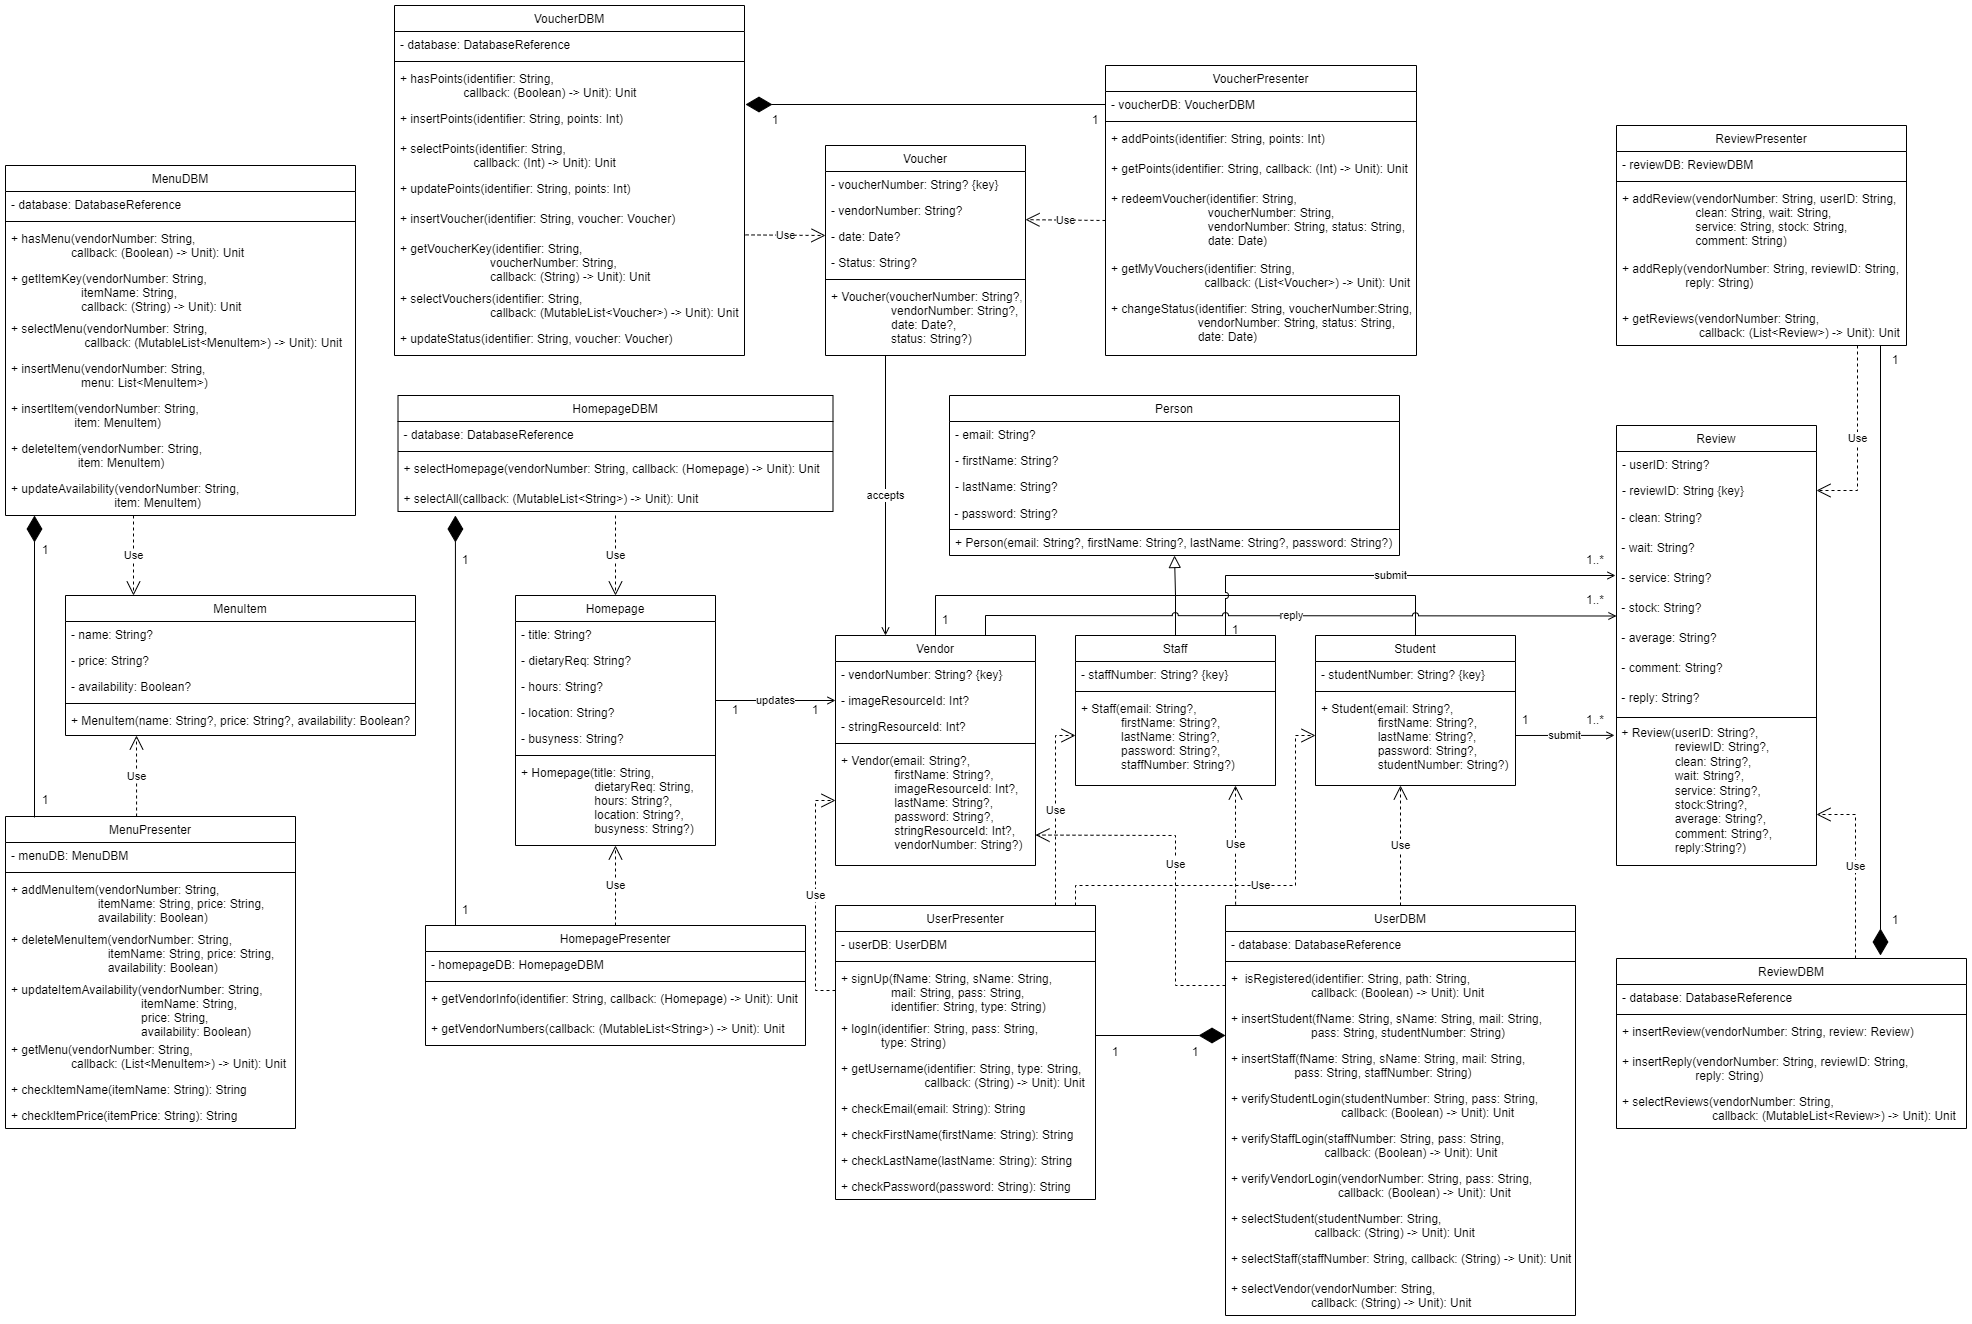 VoucherDBM
- database: DatabaseReference
+ hasPoints(identifier: String,
callback: (Boolean) -> Unit): Unit
+ insertPoints(identifier: String, points: Int)
+ selectPoints(identifier: String,
callback: (Int) -> Unit): Unit
+ updatePoints(identifier: String, points: Int)
+ insertVoucher(identifier: String, voucher: Voucher)
+ getVoucherKey(identifier: String,
voucherNumber: String,
callback: (String) -> Unit): Unit
+ selectVouchers(identifier: String,
callback: (MutableList<Voucher>) -> Unit): Unit
+ updateStatus(identifier: String, voucher: Voucher)
1
1
Use
Voucher
- voucherNumber: String? {key}
- vendorNumber: String?
- date: Date?
- Status: String?
+ Voucher(voucherNumber: String?,
vendorNumber: String?,
date: Date?,
status: String?)
Use
VoucherPresenter
- voucherDB: VoucherDBM
+ addPoints(identifier: String, points: Int)
+ getPoints(identifier: String, callback: (Int) -> Unit): Unit
+ redeemVoucher(identifier: String,
voucherNumber: String,
vendorNumber: String, status: String,
date: Date)
+ getMyVouchers(identifier: String,
callback: (List<Voucher>) -> Unit): Unit
+ changeStatus(identifier: String, voucherNumber:String,
vendorNumber: String, status: String,
date: Date)
ReviewPresenter
- reviewDB: ReviewDBM
+ addReview(vendorNumber: String, userID: String,
clean: String, wait: String,
service: String, stock: String,
comment: String)
+ addReply(vendorNumber: String, reviewID: String,
reply: String)
+ getReviews(vendorNumber: String,
callback: (List<Review>) -> Unit): Unit
1
Use
MenuDBM
- database: DatabaseReference
+ hasMenu(vendorNumber: String,
callback: (Boolean) -> Unit): Unit
+ getItemKey(vendorNumber: String,
itemName: String,
callback: (String) -> Unit): Unit
+ selectMenu(vendorNumber: String,
callback: (MutableList<MenuItem>) -> Unit): Unit
+ insertMenu(vendorNumber: String,
menu: List<MenuItem>)
+ insertItem(vendorNumber: String,
item: MenuItem)
+ deleteItem(vendorNumber: String,
item: MenuItem)
+ updateAvailability(vendorNumber: String,
item: MenuItem)
1
Use
HomepageDBM
- database: DatabaseReference
+ selectHomepage(vendorNumber: String, callback: (Homepage) -> Unit): Unit
+ selectAll(callback: (MutableList<String>) -> Unit): Unit
1
Use
accepts
Person
- email: String?
- firstName: String?
- lastName: String?
- password: String?
+ Person(email: String?, firstName: String?, lastName: String?, password: String?)
submit
1..*
1
reply
1..*
1
Review
- userID: String?
- reviewID: String {key}
- clean: String?
- wait: String?
- service: String?
- stock: String?
- average: String?
- comment: String?
- reply: String?
+ Review(userID: String?,
reviewID: String?,
clean: String?,
wait: String?,
service: String?,
stock:String?,
average: String?,
comment: String?,
reply:String?)
MenuItem
- name: String?
- price: String?
- availability: Boolean?
+ MenuItem(name: String?, price: String?, availability: Boolean?
Use
1
Homepage
- title: String?
- dietaryReq: String?
- hours: String?
- location: String?
- busyness: String?
+ Homepage(title: String,
dietaryReq: String,
hours: String?,
location: String?,
busyness: String?)
1
updates
1
Use
Vendor
- vendorNumber: String? {key}
- imageResourceId: Int?
- stringResourceId: Int?
+ Vendor(email: String?,
firstName: String?,
imageResourceId: Int?,
lastName: String?,
password: String?,
stringResourceId: Int?,
vendorNumber: String?)
Staff
- staffNumber: String? {key}
+ Staff(email: String?,
firstName: String?,
lastName: String?,
password: String?,
staffNumber: String?)
Student
- studentNumber: String? {key}
+ Student(email: String?,
firstName: String?,
lastName: String?,
password: String?,
studentNumber: String?)
1
submit
1..*
Use
Use
Use
Use
Use
Use
Use
MenuPresenter
- menuDB: MenuDBM
+ addMenuItem(vendorNumber: String,
itemName: String, price: String,
availability: Boolean)
+ deleteMenuItem(vendorNumber: String,
itemName: String, price: String,
availability: Boolean)
+ updateItemAvailability(vendorNumber: String,
itemName: String,
price: String,
availability: Boolean)
+ getMenu(vendorNumber: String,
callback: (List<MenuItem>) -> Unit): Unit
+ checkItemName(itemName: String): String
+ checkItemPrice(itemPrice: String): String
1
HomepagePresenter
- homepageDB: HomepageDBM
+ getVendorInfo(identifier: String, callback: (Homepage) -> Unit): Unit
+ getVendorNumbers(callback: (MutableList<String>) -> Unit): Unit
UserPresenter
- userDB: UserDBM
+ signUp(fName: String, sName: String,
mail: String, pass: String,
identifier: String, type: String)
+ logIn(identifier: String, pass: String,
type: String)
+ getUsername(identifier: String, type: String,
callback: (String) -> Unit): Unit
+ checkEmail(email: String): String
+ checkFirstName(firstName: String): String
+ checkLastName(lastName: String): String
+ checkPassword(password: String): String
1
1
UserDBM
- database: DatabaseReference
+ isRegistered(identifier: String, path: String,
callback: (Boolean) -> Unit): Unit
+ insertStudent(fName: String, sName: String, mail: String,
pass: String, studentNumber: String)
+ insertStaff(fName: String, sName: String, mail: String,
pass: String, staffNumber: String)
+ verifyStudentLogin(studentNumber: String, pass: String,
callback: (Boolean) -> Unit): Unit
+ verifyStaffLogin(staffNumber: String, pass: String,
callback: (Boolean) -> Unit): Unit
+ verifyVendorLogin(vendorNumber: String, pass: String,
callback: (Boolean) -> Unit): Unit
+ selectStudent(studentNumber: String,
callback: (String) -> Unit): Unit
+ selectStaff(staffNumber: String, callback: (String) -> Unit): Unit
+ selectVendor(vendorNumber: String,
callback: (String) -> Unit): Unit
1
ReviewDBM
- database: DatabaseReference
+ insertReview(vendorNumber: String, review: Review)
+ insertReply(vendorNumber: String, reviewID: String,
reply: String)
+ selectReviews(vendorNumber: String,
callback: (MutableList<Review>) -> Unit): Unit